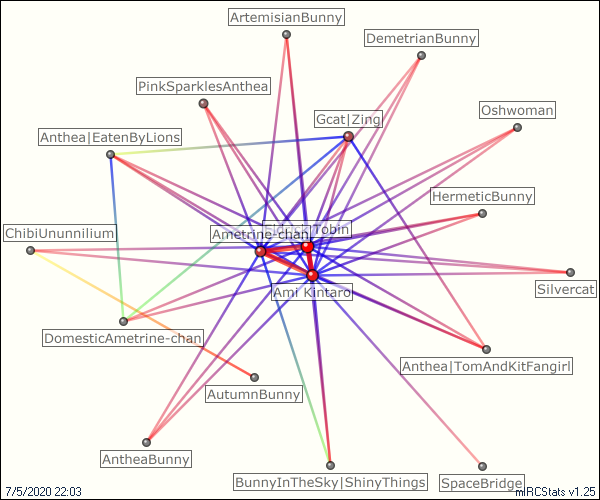 ArtemisianBunny
DemetrianBunny
PinkSparklesAnthea
Oshwoman
Gcat|Zing
Anthea|EatenByLions
HermeticBunny
ChibiUnunnilium
Ametrine-chan
Tobin
Ami Kintaro
Silvercat
DomesticAmetrine-chan
Anthea|TomAndKitFangirl
AutumnBunny
AntheaBunny
BunnyInTheSky|ShinyThings
SpaceBridge
7/5/2020 22:03
mIRCStats v1.25